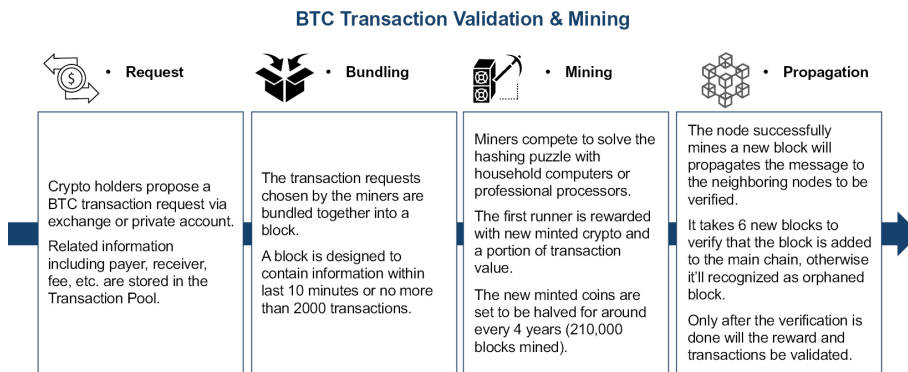 BTC Transaction Validation & Mining
• Request
Crypto holders propose a
BTC transaction request via
exchange or private account.
Related information
including payer, receiver,
fee, etc. are stored in the
Transaction Pool.
• Bundling
The transaction requests
chosen by the miners are
bundled together into a
block.
A block is designed to
contain information within
last 10 minutes or no more
than 2000 transactions.
• Mining
Miners compete to solve the
hashing puzzle with
household computers or
professional processors.
The first runner is rewarded
with new minted crypto and
a portion of transaction
value.
The new minted coins are
set to be halved for around
every 4 years (210,000
blocks mined).
• Propagation
The node successfully
mines a new block will
propagates the message to
the neighboring nodes to be
verified.
It takes 6 new blocks to
verify that the block is added
to the main chain, otherwise
it’ll recognized as orphaned
block.
Only after the verification is
done will the reward and
transactions be validated.